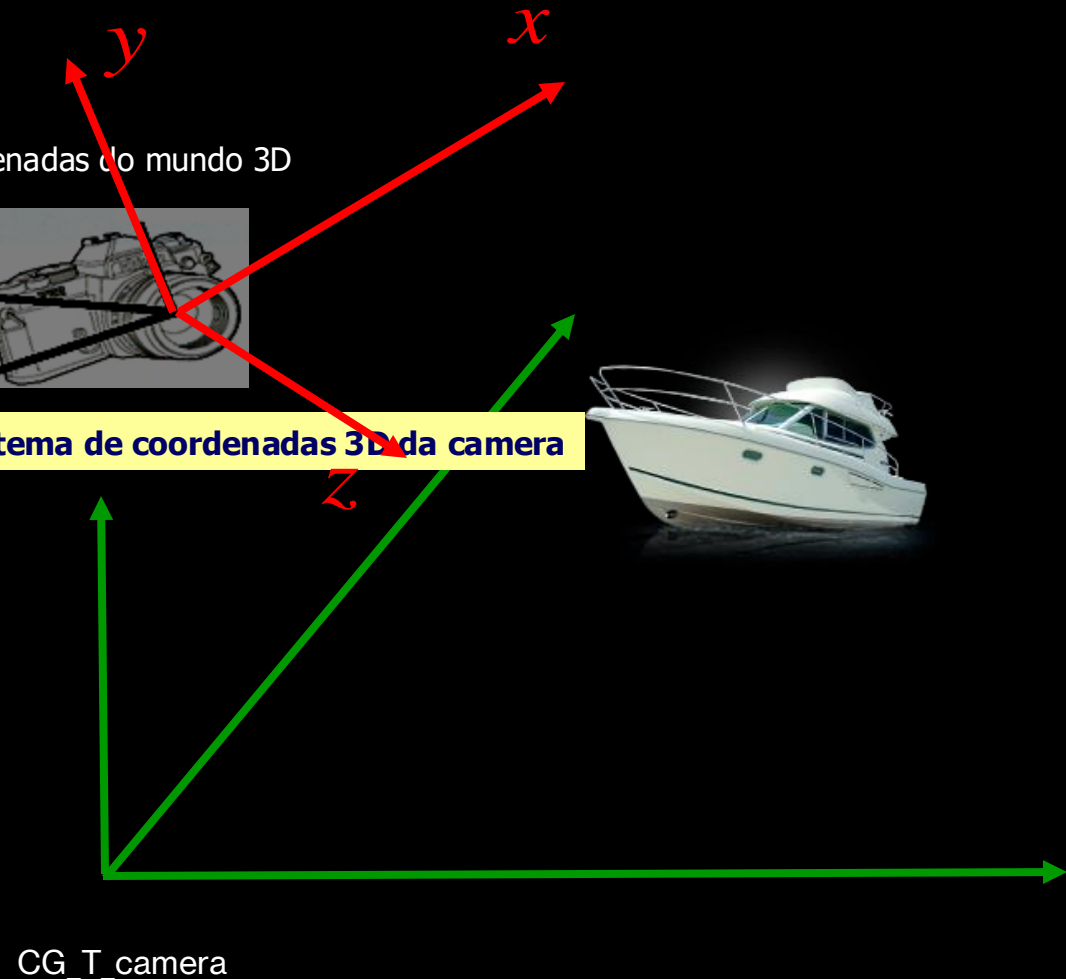 y
x
enadas do mundo 3D
tema de coordenadas 3D da camera
z
CG_T_camera